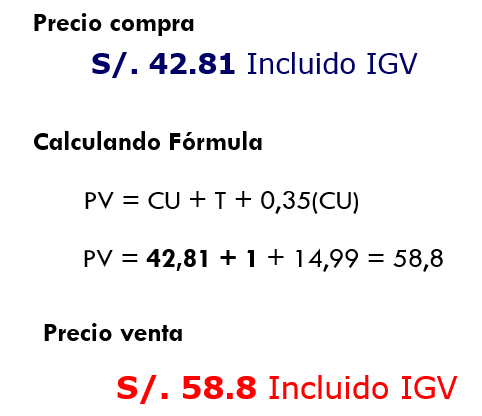 Precio compra
S/. 42.81 Incluido IGV
Calculando Fórmula
PV = CU + T + 0,35(CU)
PV = 42,81 + 1 + 14,99 = 58,8
Precio venta
S/. 58.8 Incluido IGV